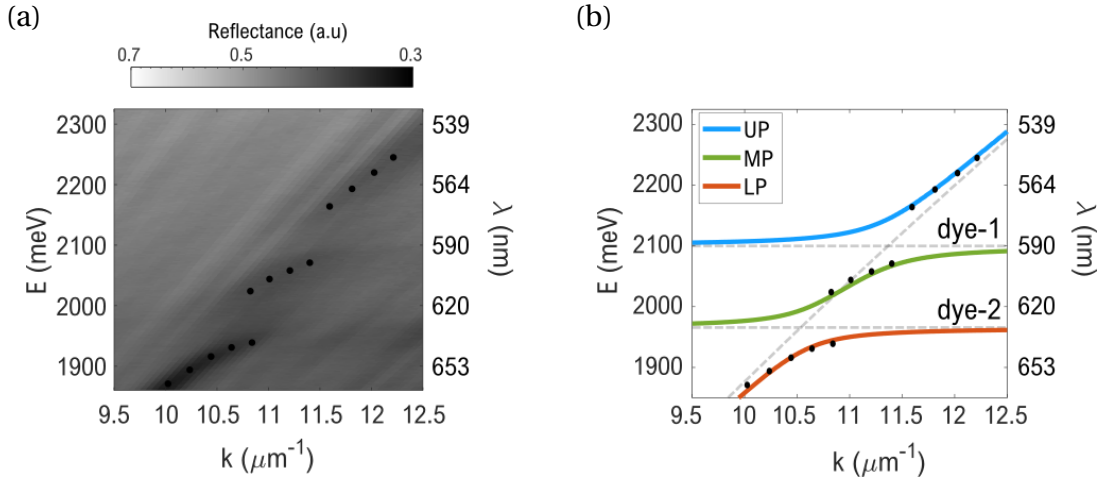 (a)
Reflectance (a.u)
0.7 0.5 0.3
2300
2200
2100
2000
1900
E (meV)
539
564
590
620
653
λ (nm)
9.5 10 10.5 11 11.5 12 12.5
k (μm⁻¹)
(b)
UP
MP
LP
dye-1
dye-2
2300
2200
2100
2000
1900
E (meV)
539
564
590
620
653
λ (nm)
9.5 10 10.5 11 11.5 12 12.5
k (μm⁻¹)